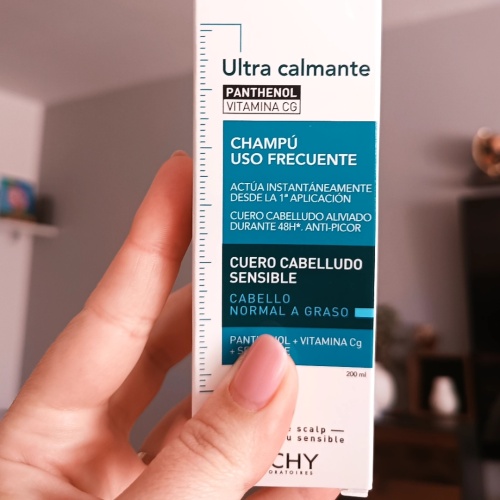 Ultra calmante
PANTHENOL
VITAMINA CG
CHAMPÚ
USO FRECUENTE
ACTÚA INSTANTÁNEAMENTE
DESDE LA 1ª APLICACIÓN
CUERO CABELLUDO ALIVIADO
DURANTE 48H*. ANTI-PICOR
CUERO CABELLUDO
SENSIBLE
CABELLO
NORMAL A GRASO
+ VITAMINA Cg
+
200 ml
scalp
sensible